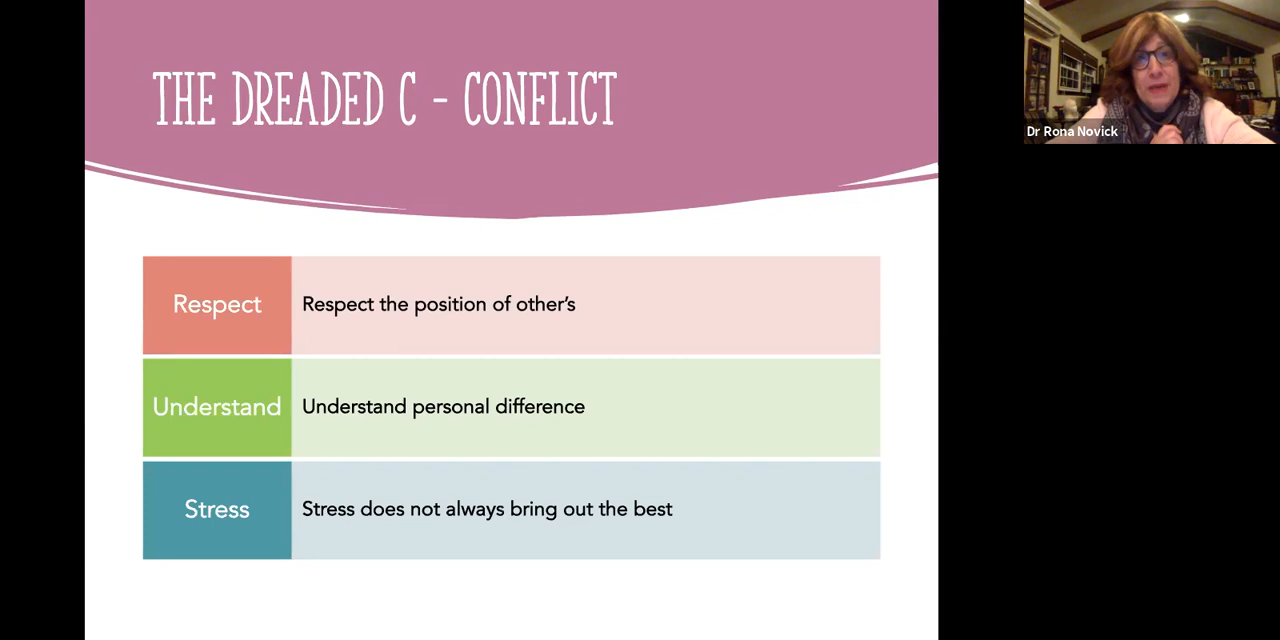 THE DREADED C - CONFLICT
Dr Rona Novick
Respect
Respect the position of other's
Understand
Understand personal difference
Stress
Stress does not always bring out the best